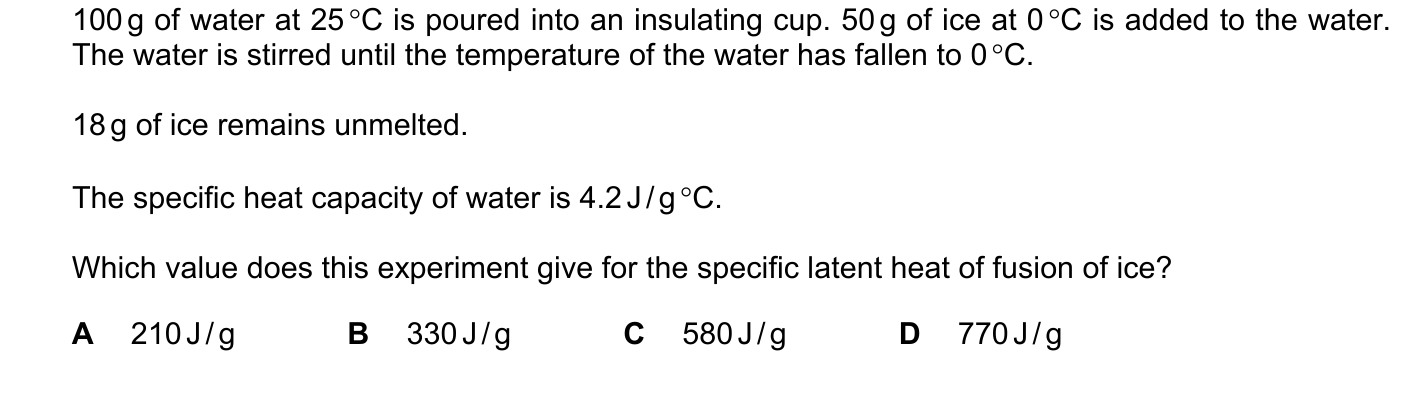 100 g of water at 25 °C is poured into an insulating cup. 50 g of ice at 0 °C is added to the water.
The water is stirred until the temperature of the water has fallen to 0 °C.
18 g of ice remains unmelted.
The specific heat capacity of water is 4.2 J / g °C.
Which value does this experiment give for the specific latent heat of fusion of ice?
A 210 J / g B 330 J / g C 580 J / g D 770 J / g